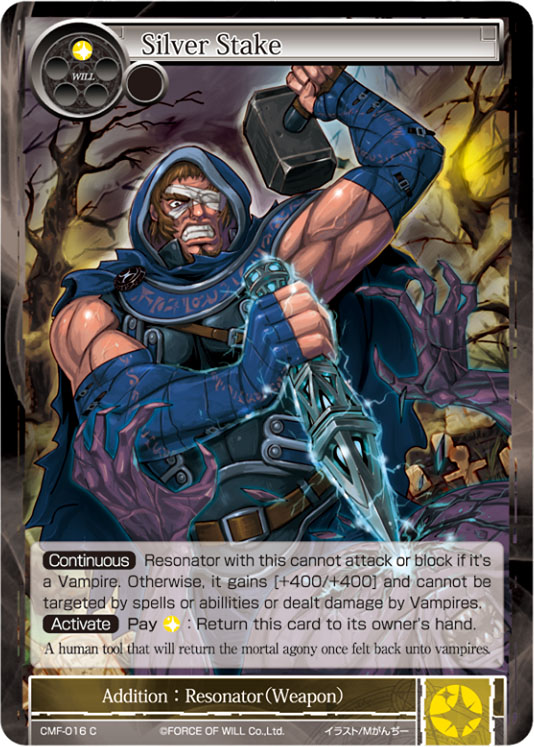 Silver Stake
WILL
Continuous Resonator with this cannot attack or block if it's
a Vampire. Otherwise, it gains [+400/+400] and cannot be
targeted by spells or abillities or dealt damage by Vampires.
Activate Pay : Return this card to its owner's hand.
A human tool that will return the mortal agony once felt back unto vampires.
Addition : Resonator(Weapon)
CMF-016 C ©FORCE OF WILL Co.,Ltd. イラスト/Mがんぢー